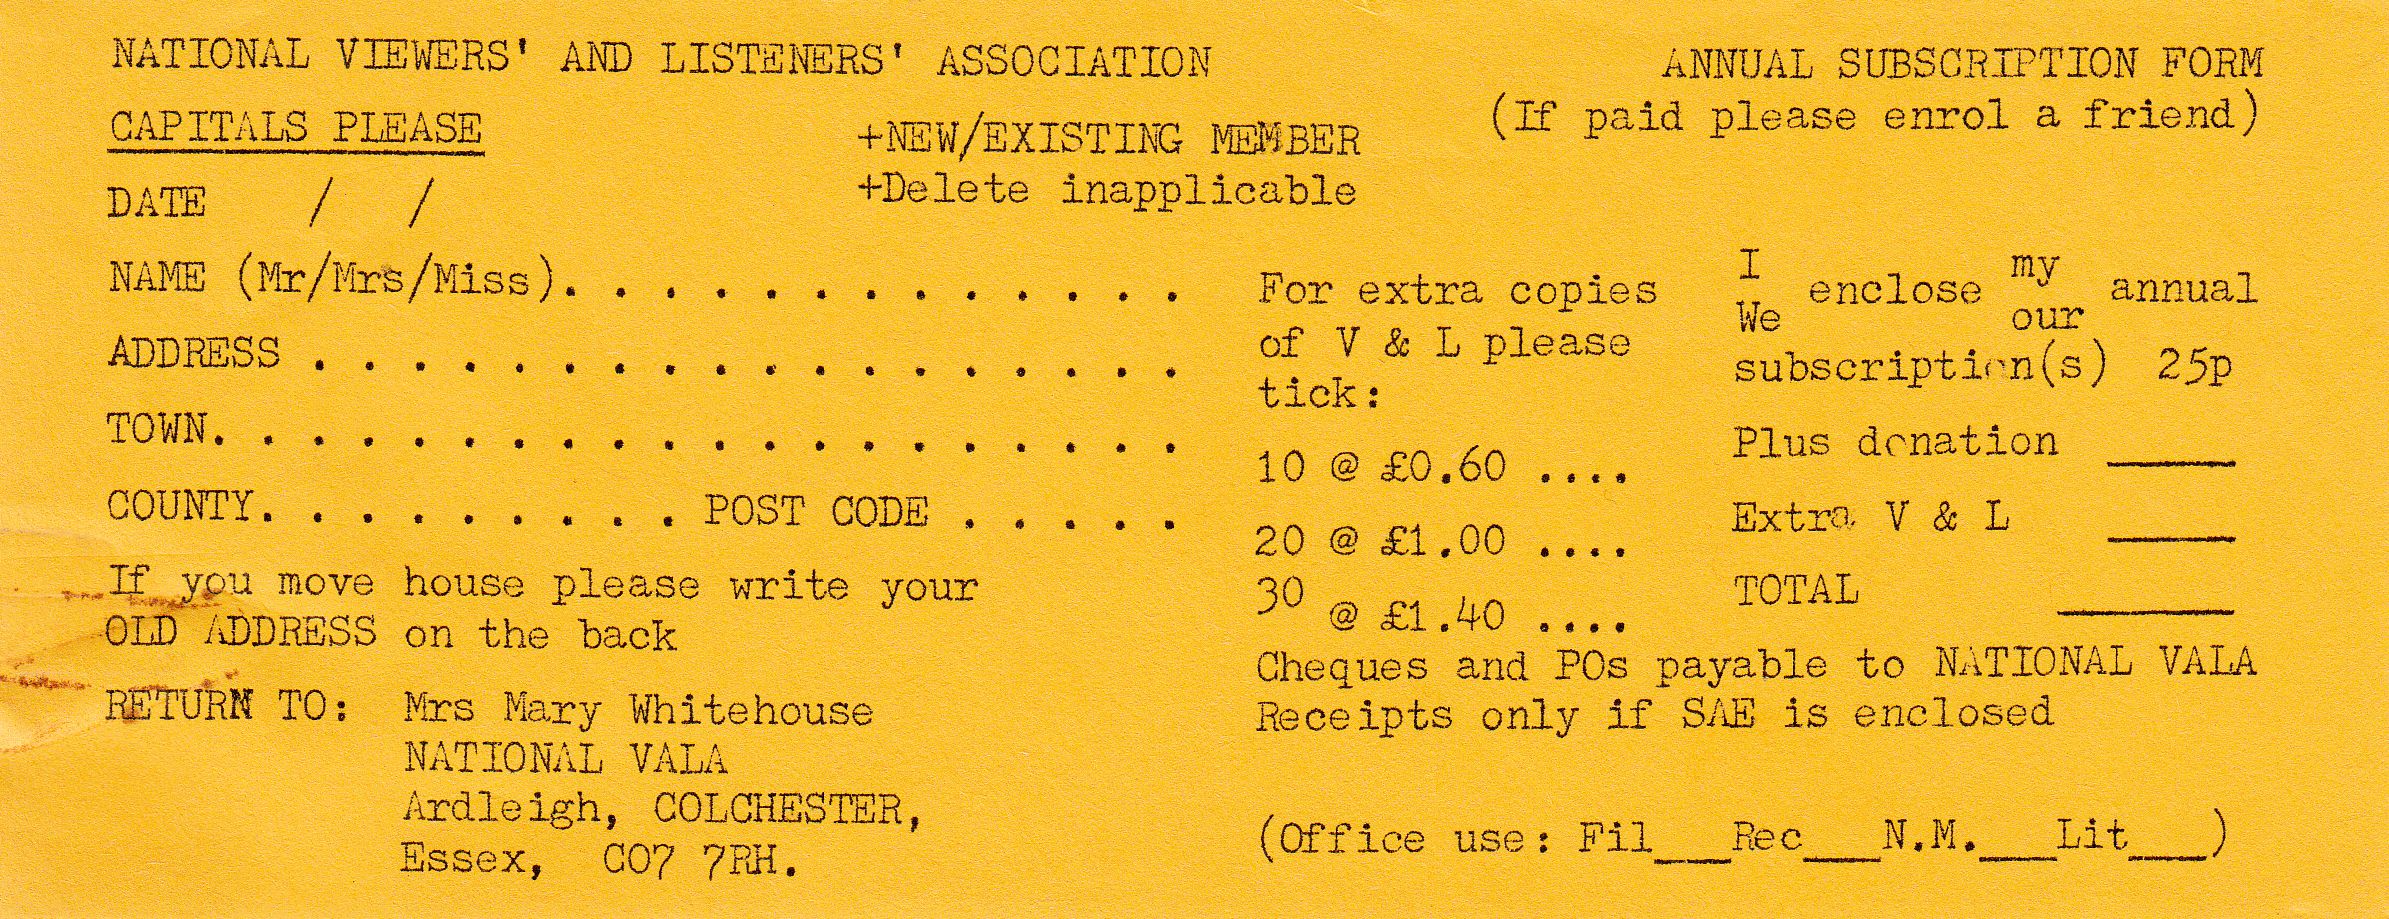 NATIONAL VIEWERS' AND LISTENERS' ASSOCIATION
ANNUAL SUBSCRIPTION FORM
(If paid please enrol a friend)
CAPITALS PLEASE
+NEW/EXISTING MEMBER
+Delete inapplicable
DATE / /
NAME (Mr/Mrs/Miss). . . . . . . . . . . . .
ADDRESS . . . . . . . . . . . . . . . . . .
TOWN. . . . . . . . . . . . . . . . . . . .
COUNTY. . . . . . . . . POST CODE . . . . .
If you move house please write your
OLD ADDRESS on the back
RETURN TO: Mrs Mary Whitehouse
NATIONAL VALA
Ardleigh, COLCHESTER,
Essex, CO7 7RH.
For extra copies
of V & L please
tick:
10 @ £0.60 ....
20 @ £1.00 ....
30 @ £1.40 ....
I We enclose my our annual
subscription(s) 25p
Plus donation ____
Extra V & L ____
TOTAL ____
Cheques and POs payable to NATIONAL VALA
Receipts only if SAE is enclosed
(Office use: Fil___Rec___N.M.___Lit___)